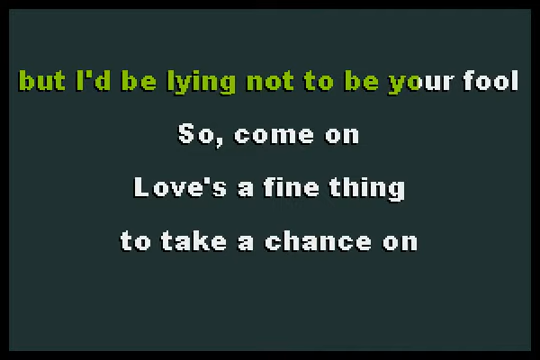 but I'd be lying not to be your fool
So, come on
Love's a fine thing
to take a chance on